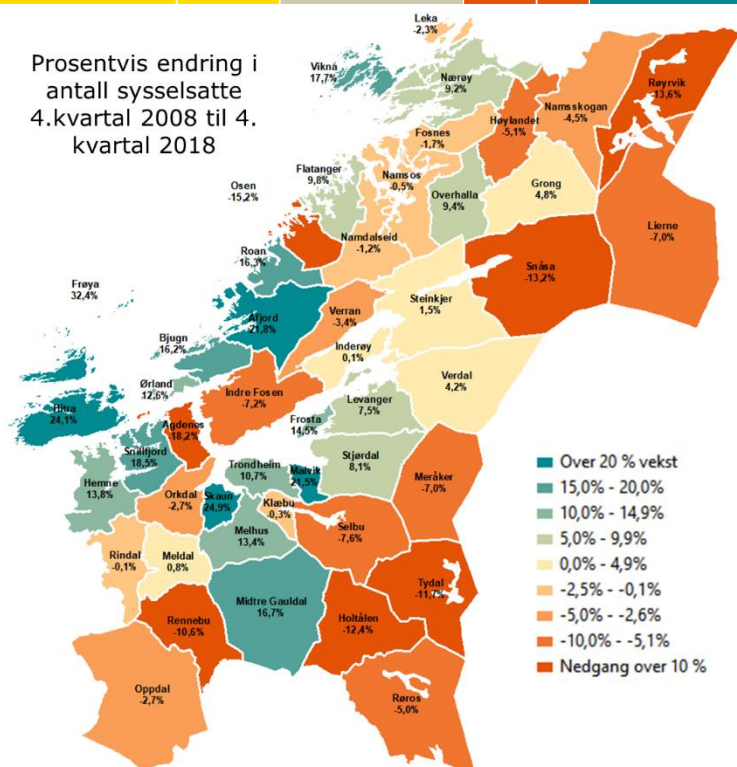 Prosentvis endring i
antall sysselsatte
4.kvartal 2008 til 4.
kvartal 2018
Leka
-2,3%
Vikna
17,7%
Nærøy
9,2%
Røyrvik
-13,6%
Namsskogan
-4,5%
Høylandet
-5,1%
Fosnes
-1,7%
Flatanger
9,8%
Namsos
-0,5%
Overhalla
9,4%
Grong
4,8%
Osen
-15,2%
Lierne
-7,0%
Namdalseid
-1,2%
Roan
16,3%
Snåsa
-13,2%
Frøya
32,4%
Steinkjer
1,5%
Verran
-3,4%
Åfjord
21,8%
Bjugn
16,2%
Inderøy
0,1%
Verdal
4,2%
Ørland
12,6%
Indre Fosen
-7,2%
Levanger
7,5%
Hitra
24,1%
Agdenes
-18,2%
Frosta
14,5%
Snillfjord
18,5%
Stjørdal
8,1%
Trondheim
10,7%
Malvik
21,5%
Meråker
-7,0%
Hemne
13,8%
Orkdal
-2,7%
Skaun
24,9%
Klæbu
-0,3%
Selbu
-7,6%
Melhus
13,4%
Rindal
-0,1%
Meldal
0,8%
Tydal
-11,7%
Midtre Gauldal
16,7%
Rennebu
-10,6%
Holtålen
-12,4%
Oppdal
-2,7%
Røros
-5,0%
Over 20 % vekst
15,0% - 20,0%
10,0% - 14,9%
5,0% - 9,9%
0,0% - 4,9%
-2,5% - -0,1%
-5,0% - -2,6%
-10,0% - -5,1%
Nedgang over 10 %